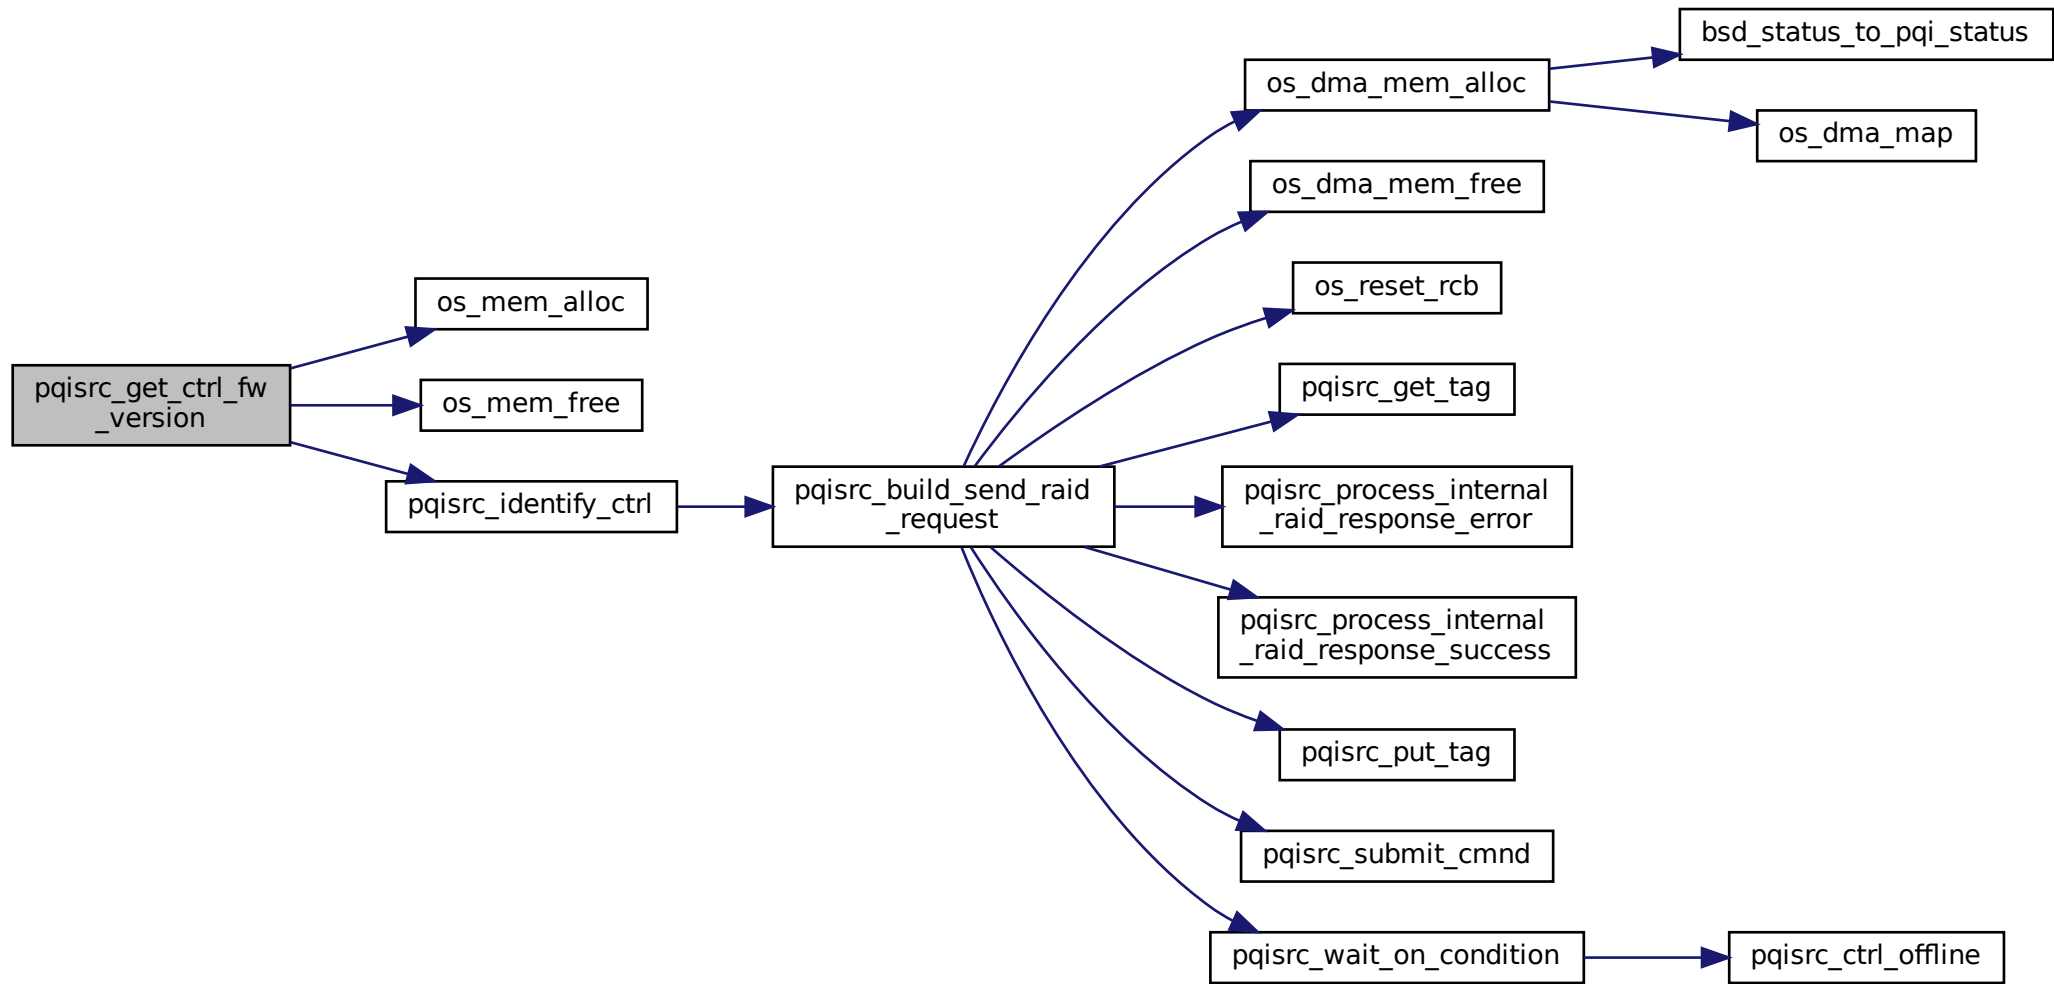 pqisrc_get_ctrl_fw
_version
os_mem_alloc
os_mem_free
pqisrc_identify_ctrl
pqisrc_build_send_raid
_request
os_dma_mem_alloc
bsd_status_to_pqi_status
os_dma_map
os_dma_mem_free
os_reset_rcb
pqisrc_get_tag
pqisrc_process_internal
_raid_response_error
pqisrc_process_internal
_raid_response_success
pqisrc_put_tag
pqisrc_submit_cmnd
pqisrc_wait_on_condition
pqisrc_ctrl_offline